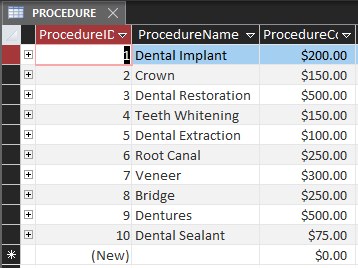 PROCEDURE
ProcedureID ProcedureName ProcedureCo
1 Dental Implant $200.00
2 Crown $150.00
3 Dental Restoration $500.00
4 Teeth Whitening $150.00
5 Dental Extraction $100.00
6 Root Canal $250.00
7 Veneer $300.00
8 Bridge $250.00
9 Dentures $500.00
10 Dental Sealant $75.00
(New) $0.00